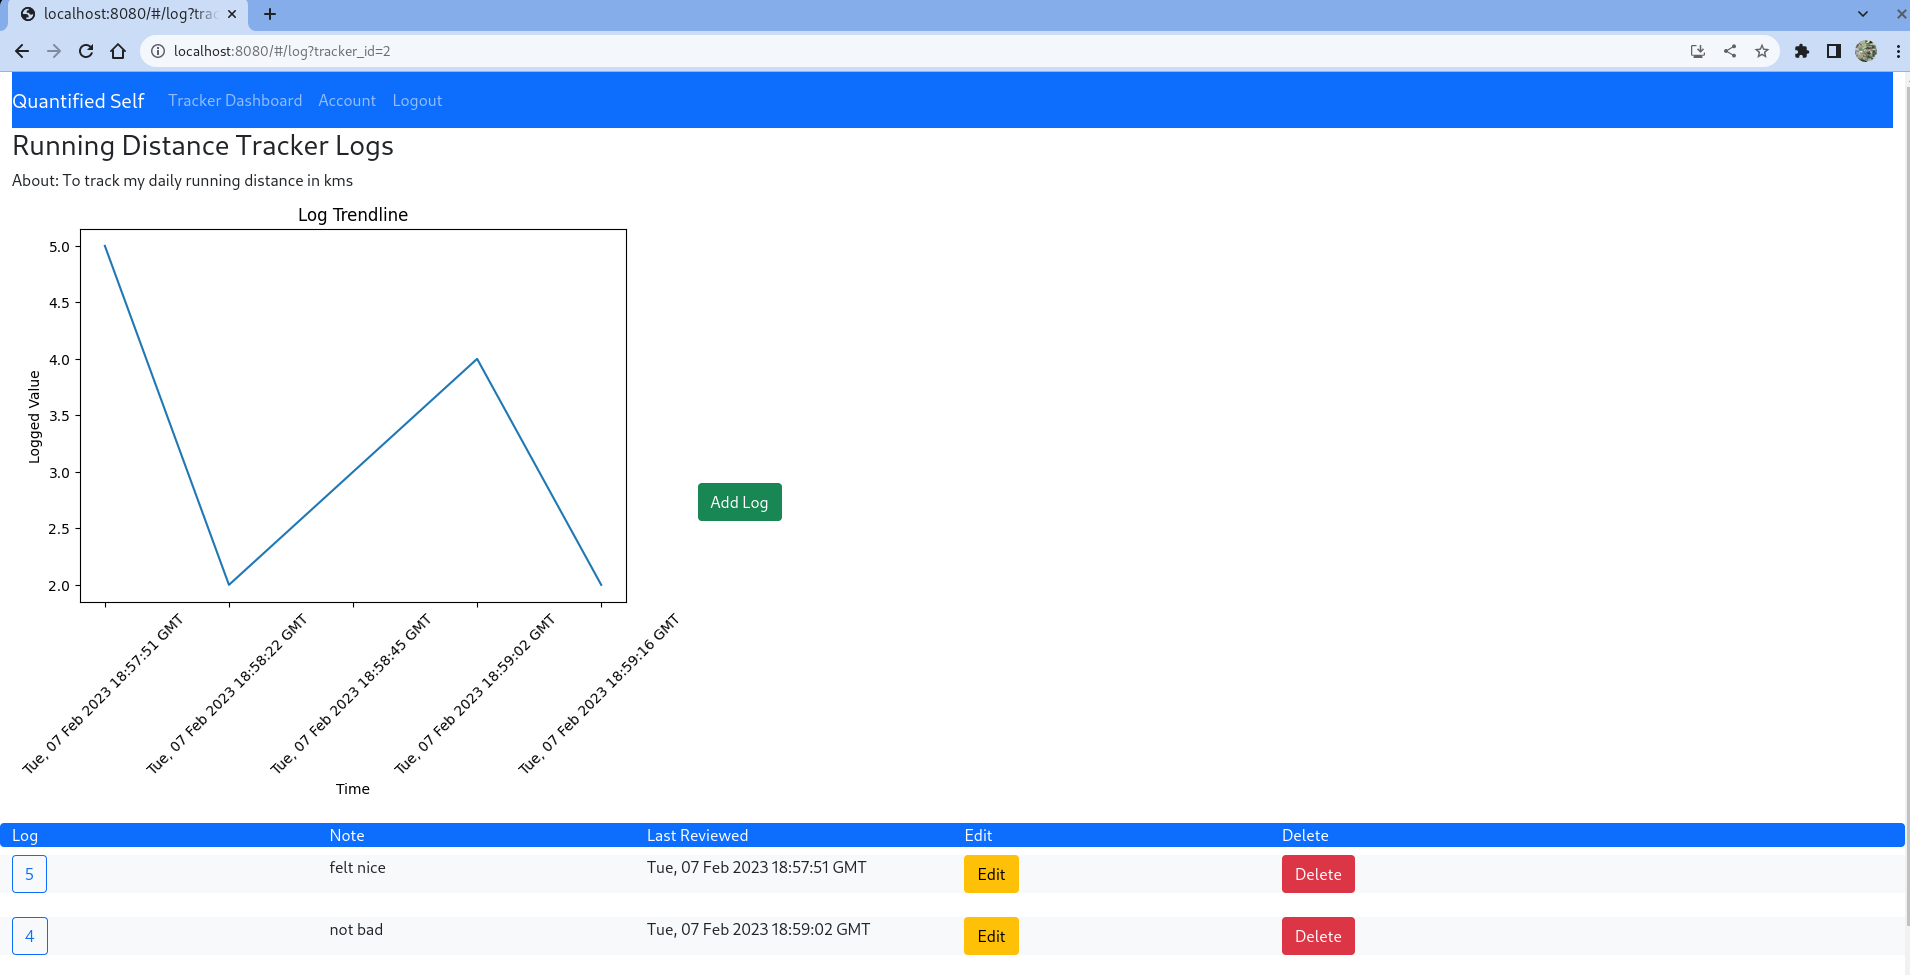 localhost:8080/#/log?trac
localhost:8080/#/log?tracker_id=2
Quantified Self Tracker Dashboard Account Logout
Running Distance Tracker Logs
About: To track my daily running distance in kms
Log Trendline
5.0
4.5
4.0
3.5
3.0
2.5
2.0
Logged Value
Tue, 07 Feb 2023 18:57:51 GMT
Tue, 07 Feb 2023 18:58:22 GMT
Tue, 07 Feb 2023 18:58:45 GMT
Tue, 07 Feb 2023 18:59:02 GMT
Tue, 07 Feb 2023 18:59:16 GMT
Time
Add Log
Log Note Last Reviewed Edit Delete
5 felt nice Tue, 07 Feb 2023 18:57:51 GMT Edit Delete
4 not bad Tue, 07 Feb 2023 18:59:02 GMT Edit Delete